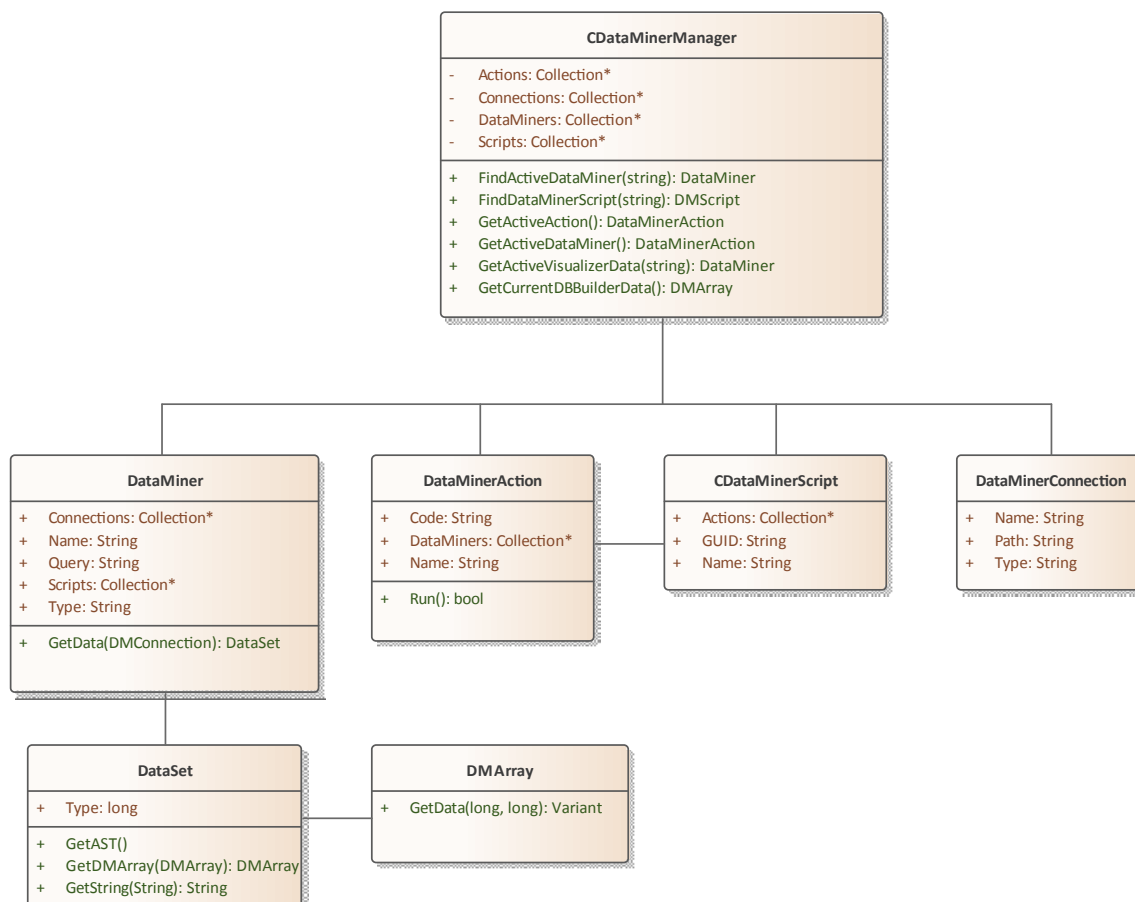 CDataMinerManager
- Actions: Collection*
- Connections: Collection*
- DataMiners: Collection*
- Scripts: Collection*
+ FindActiveDataMiner(string): DataMiner
+ FindDataMinerScript(string): DMScript
+ GetActiveAction(): DataMinerAction
+ GetActiveDataMiner(): DataMinerAction
+ GetActiveVisualizerData(string): DataMiner
+ GetCurrentDBBuilderData(): DMArray
DataMiner
+ Connections: Collection*
+ Name: String
+ Query: String
+ Scripts: Collection*
+ Type: String
+ GetData(DMConnection): DataSet
DataMinerAction
+ Code: String
+ DataMiners: Collection*
+ Name: String
+ Run(): bool
CDataMinerScript
+ Actions: Collection*
+ GUID: String
+ Name: String
DataMinerConnection
+ Name: String
+ Path: String
+ Type: String
DataSet
+ Type: long
+ GetAST()
+ GetDMArray(DMArray): DMArray
+ GetString(String): String
DMArray
+ GetData(long, long): Variant